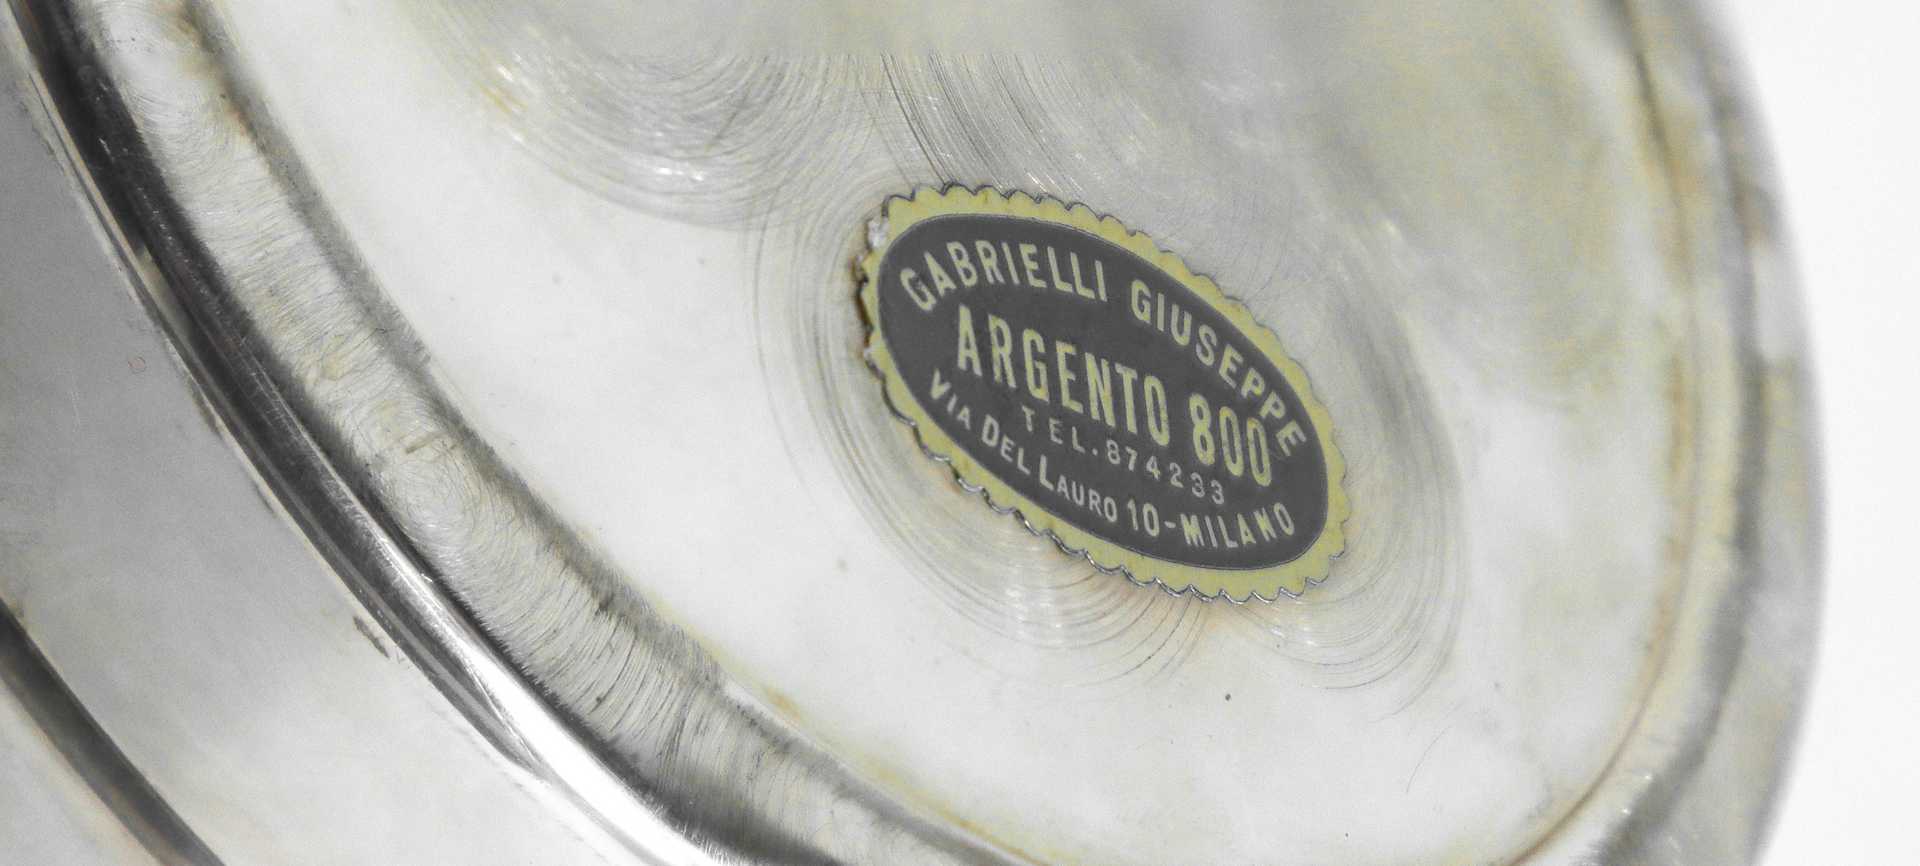 GABRIELLI GIUSEPPE
ARGENTO 800
TEL.874233
VIA DEL LAURO 10-MILANO